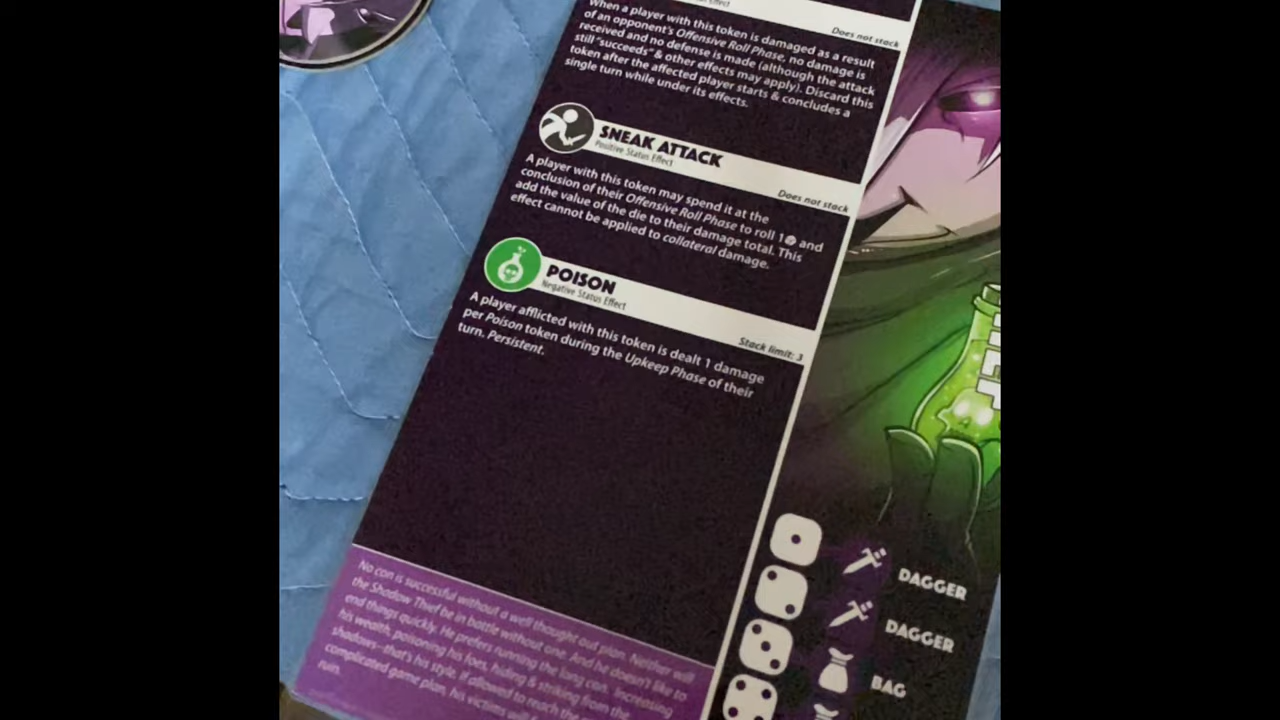 Does not stack
When a player with this token is damaged as a result
of an opponent's Offensive Roll Phase, no damage is
received and no defense is made (although the attack
still "succeeds" & other effects may apply). Discard this
token after the affected player starts & concludes a
single turn while under its effects.
SNEAK ATTACK
Positive Status Effect
Does not stack
A player with this token may spend it at the
conclusion of their Offensive Roll Phase to roll 1 and
add the value of the die to their damage total. This
effect cannot be applied to collateral damage.
POISON
Negative Status Effect
Stack limit: 3
A player afflicted with this token is dealt 1 damage
per Poison token during the Upkeep Phase of their
turn. Persistent.
No con is successful without a well thought out plan. Neither will
the Shadow Thief be in battle without one. And he doesn't like to
end things quickly. He prefers running the long con. Increasing
his wealth, poisoning his foes, hiding & striking from the
shadows—that's his style. If allowed to reach the
complicated game plan, his victims will
ruin.
DAGGER
DAGGER
BAG